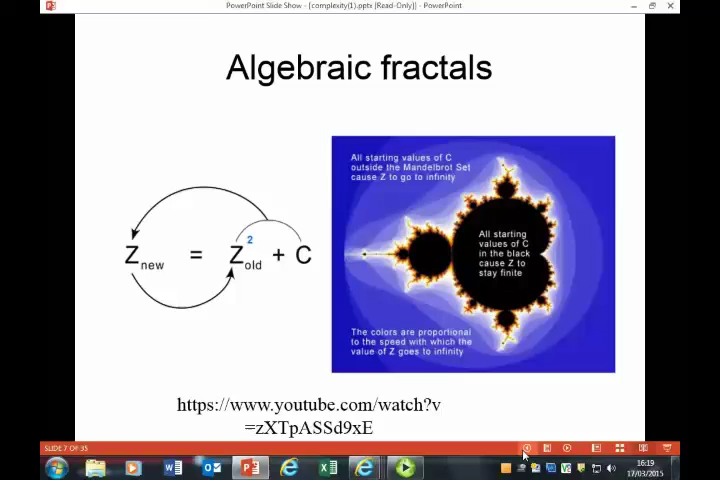 PowerPoint Slide Show - [complexity(1).pptx [Read-Only]] - PowerPoint
Algebraic fractals
Z new = Z old 2 + C
All starting values of C
outside the Mandelbrot Set
cause Z to go to infinity
All starting
values of C
in the black
cause Z to
stay finite
The colors are proportional
to the speed with which the
value of Z goes to infinity
https://www.youtube.com/watch?v
=zXTpASSd9xE
SLIDE 7 OF 35
16:19
17/03/2015